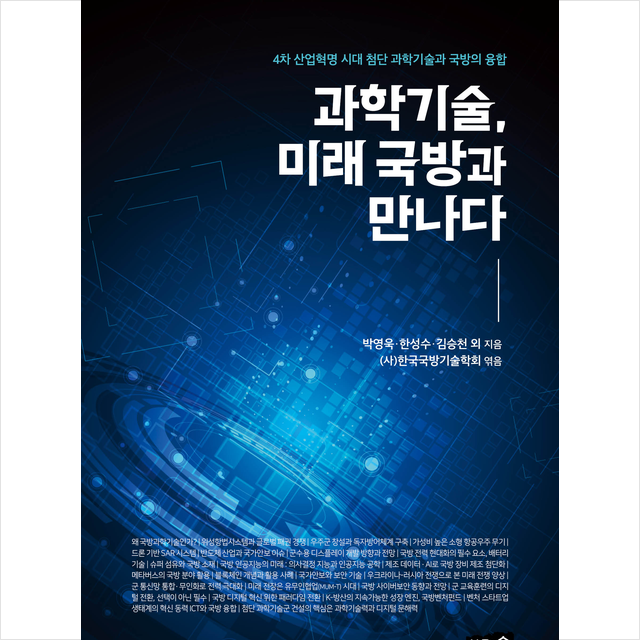 4차 산업혁명 시대 첨단 과학기술과 국방의 융합
과학기술,
미래 국방과
만나다
박영욱·한성수·김승천 외 지음
(사)한국국방기술학회 엮음
왜 국방과학기술인가? | 위성항법시스템과 글로벌 패권 경쟁 | 우주군 창설과 독자방어체계 구축 | 가성비 높은 소형 항공우주 무기 |
드론 기반 SAR 시스템 | 반도체 산업과 국가안보 이슈 | 군수용 디스플레이 개발 방향과 전망 | 국방 전력 현대화의 필수 요소, 배터리
기술 | 슈퍼 섬유와 국방 소재 | 국방 인공지능의 미래 : 의사결정 지능과 인공지능 공학 | 제조 데이터·AI로 국방 장비 제조 첨단화 |
메타버스의 국방 분야 활용 | 블록체인 개념과 활용 사례 | 국가안보와 보안 기술 | 우크라이나-러시아 전쟁으로 본 미래 전쟁 양상 |
군 통신망 통합·무인화로 전력 극대화 | 미래 전장은 유무인협업(MUM-T) 시대 | 국방 사이버보안 동향과 전망 | 군 교육훈련의 디지
털 전환, 선택이 아닌 필수 | 국방 디지털 혁신 위한 패러다임 전환 | K-방산의 지속가능한 성장 엔진, 국방벤처펀드 | 벤처 스타트업
생태계의 혁신 동력 ICT와 국방 융합 | 첨단 과학기술군 건설의 핵심은 과학기술력과 디지털 문해력